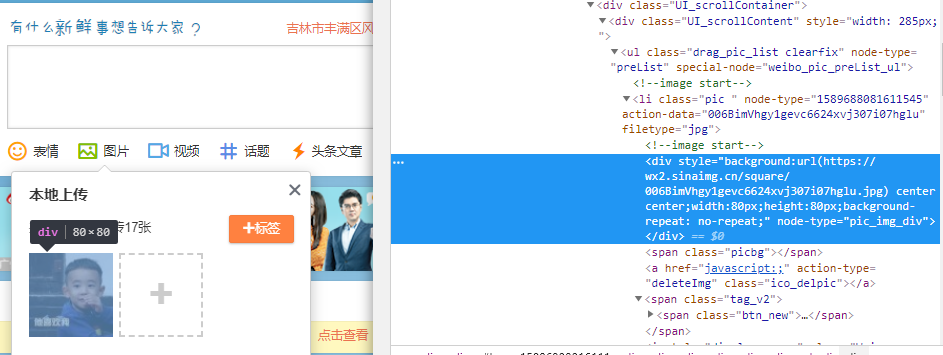 有什么新鲜事想告诉大家？
吉林市丰满区风
表情
图片
视频
话题
头条文章
本地上传
传17张
+标签
div 80×80
点击查看
▼<div class="UI_scrollContainer">
▼<div class="UI_scrollContent" style="width: 285px;
">
▼<ul class="drag_pic_list clearfix" node-type=
"preList" special-node="weibo_pic_preList_ul">
<!--image start-->
▼<li class="pic " node-type="1589688081611545"
action-data="006BimVhgy1gevc6624xvj307i07hglu"
filetype="jpg">
<!--image start-->
<div style="background:url(https://
wx2.sinaimg.cn/square/
006BimVhgy1gevc6624xvj307i07hglu.jpg) center
center;width:80px;height:80px;background-
repeat: no-repeat;" node-type="pic_img_div">
</div> == $0
<span class="picbg"></span>
<a href="javascript:;" action-type=
"deleteImg" class="ico_delpic"></a>
▼<span class="tag_v2">
▶<span class="btn_new">…</span>
</span>